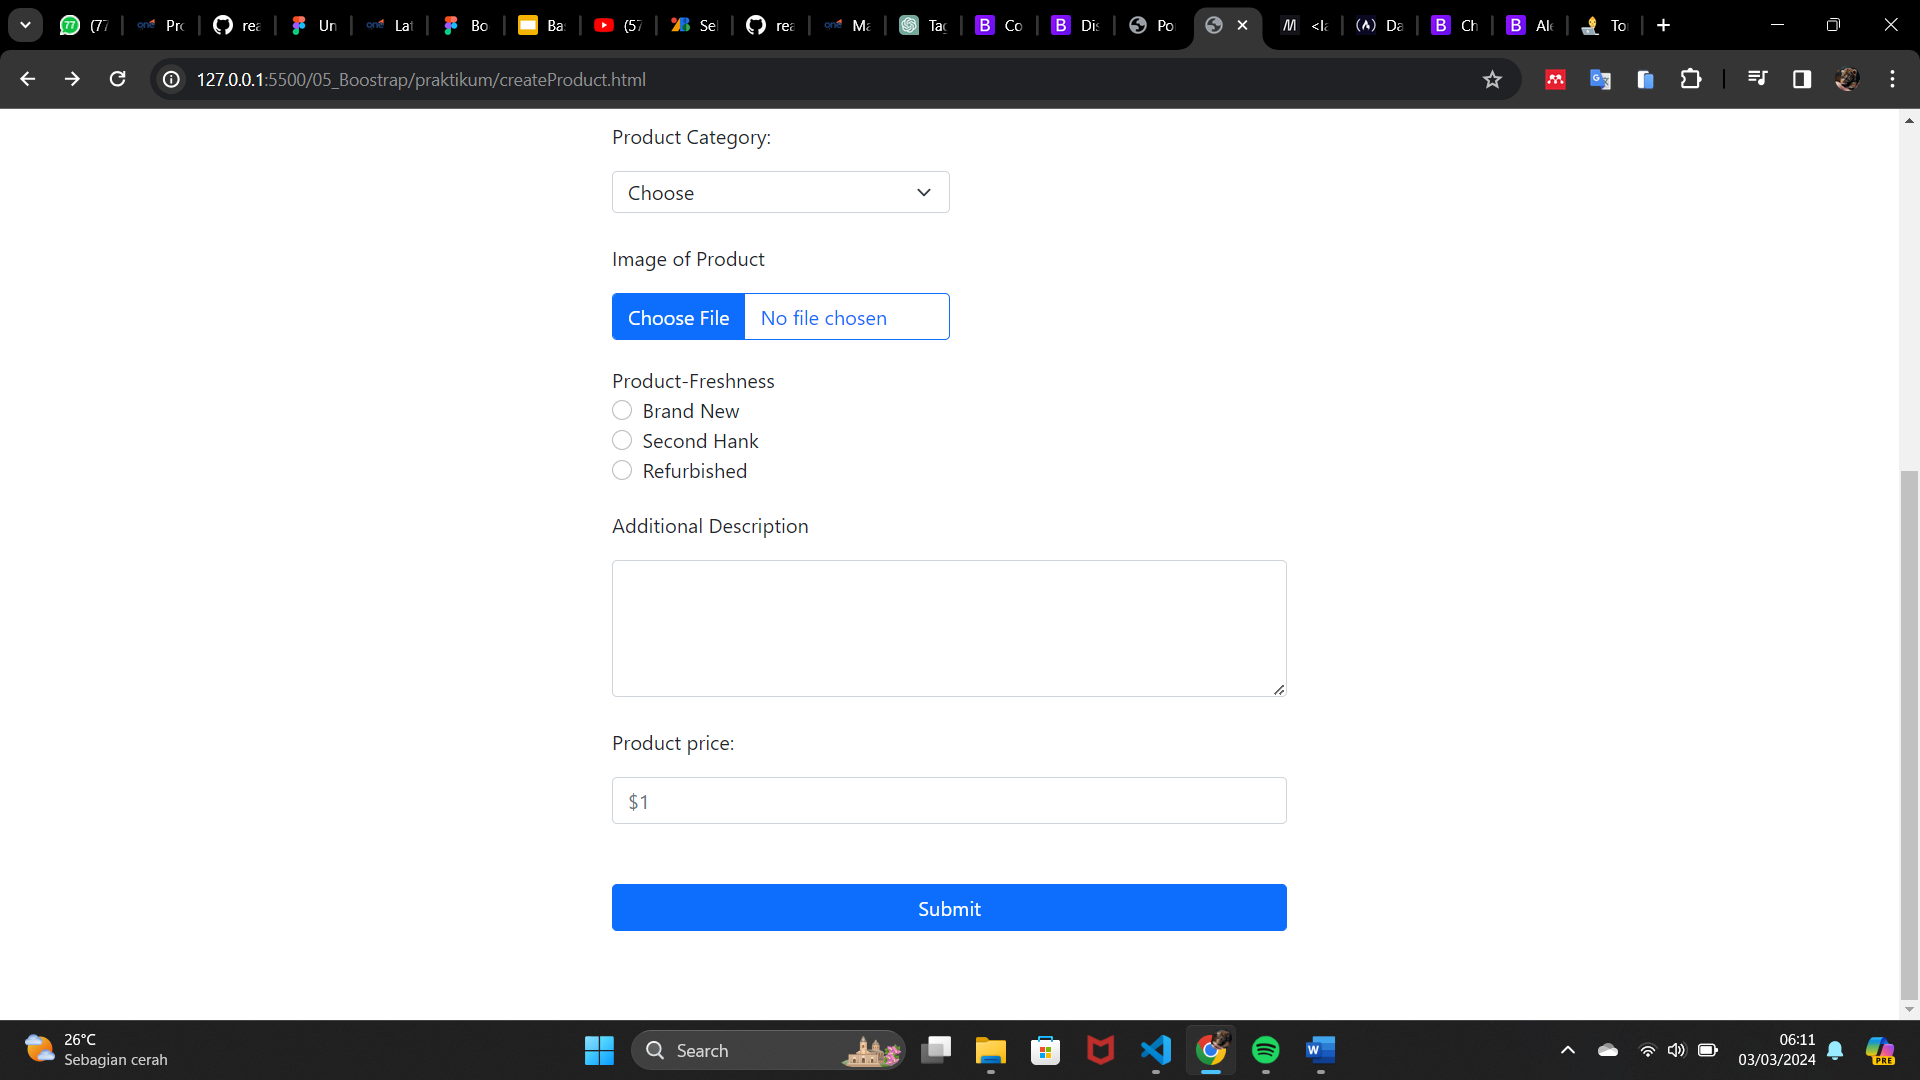 (77
Pro
rea
Un
Lat
Bo
Ba
(57
Sel
rea
Ma
Tag
B Co
B Dis
Po
<la
Da
B Ch
B Ale
To
127.0.0.1:5500/05_Boostrap/praktikum/createProduct.html
Product Category:
Choose
Image of Product
Choose File No file chosen
Product-Freshness
Brand New
Second Hank
Refurbished
Additional Description
Product price:
$1
Submit
26°C
Sebagian cerah
Search
06:11
03/03/2024
PRE